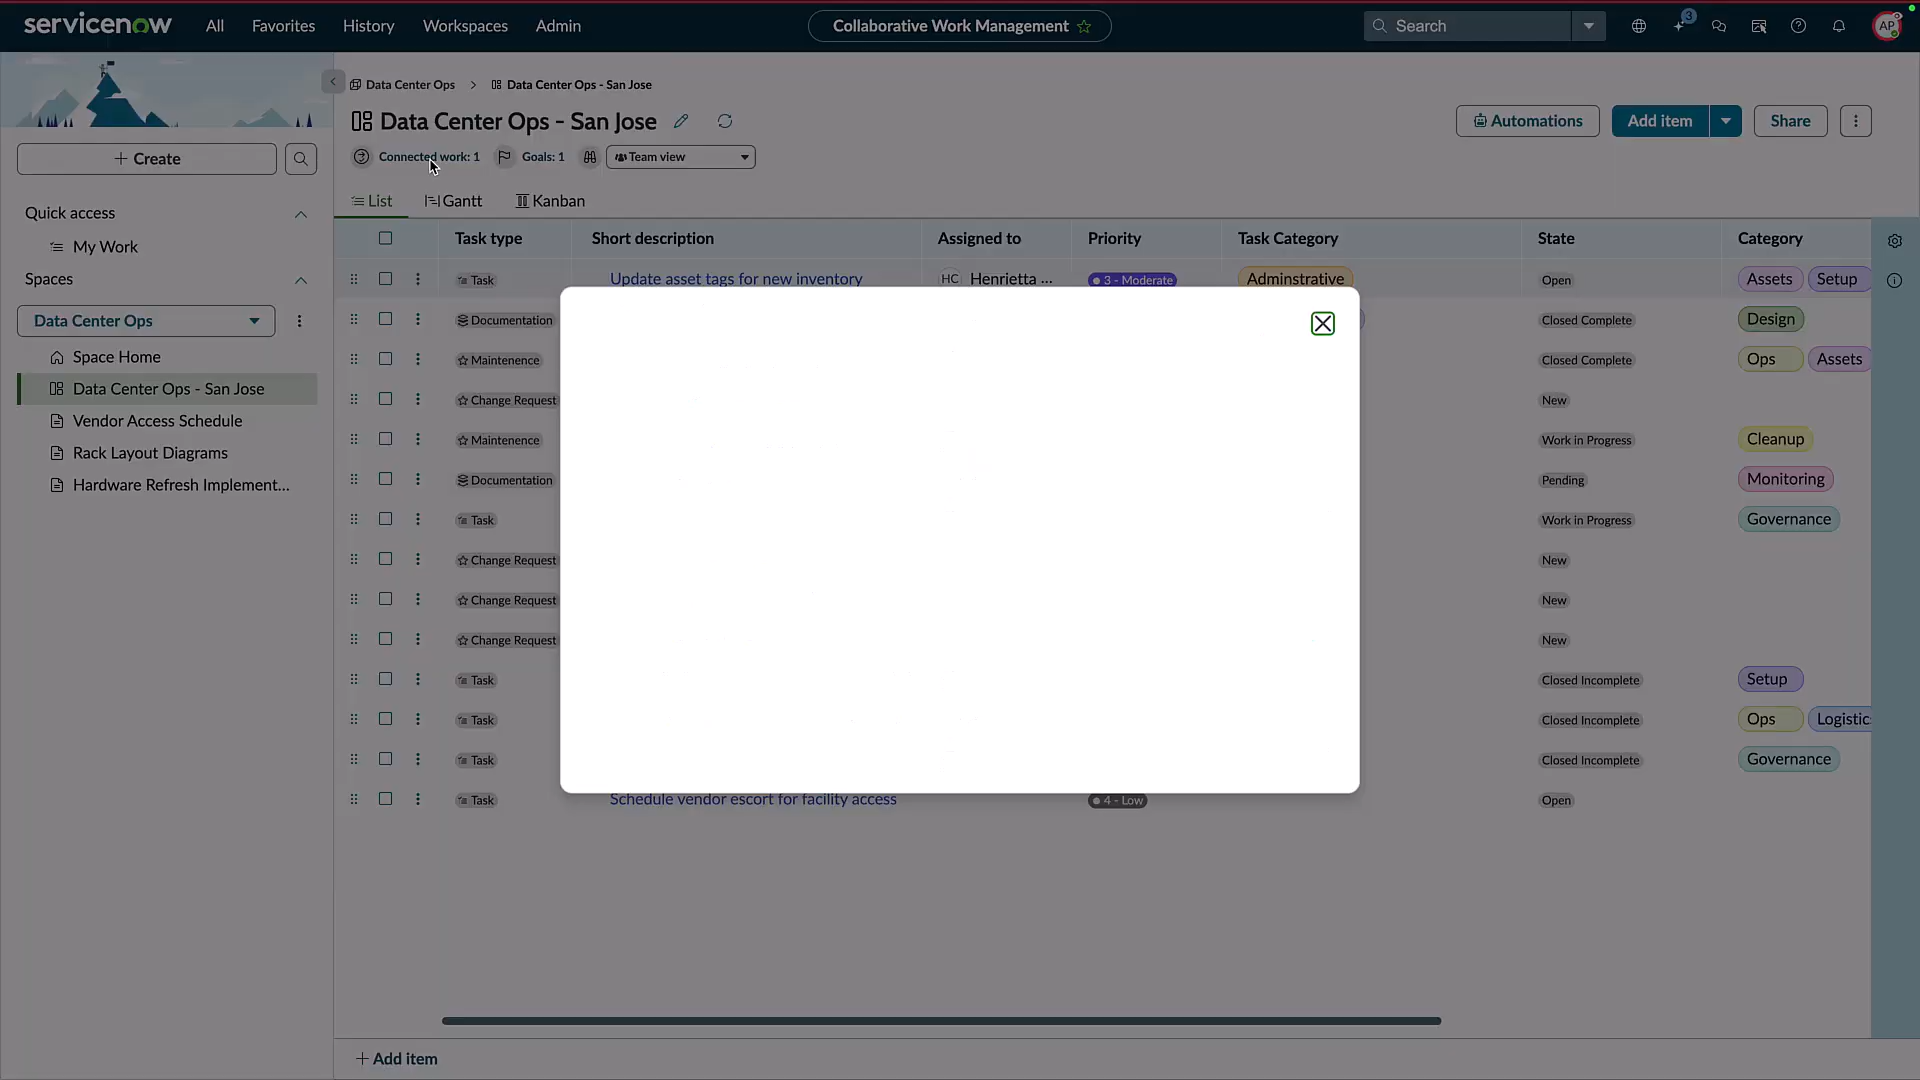 servicenow
All
Favorites
History
Workspaces
Admin
Collaborative Work Management
Search
3
AP
Data Center Ops
Data Center Ops - San Jose
Data Center Ops - San Jose
Automations
Add item
Share
Connected work: 1
Goals: 1
Team view
List
Gantt
Kanban
Create
Quick access
My Work
Spaces
Data Center Ops
Space Home
Data Center Ops - San Jose
Vendor Access Schedule
Rack Layout Diagrams
Hardware Refresh Implement...
Task type Short description Assigned to Priority Task Category State Category
Task Update asset tags for new inventory HC Henrietta ... 3 - Moderate Adminstrative Open Assets Setup
Documentation Closed Complete Design
Maintenence Closed Complete Ops Assets
Change Request New
Maintenence Work in Progress Cleanup
Documentation Pending Monitoring
Task Work in Progress Governance
Change Request New
Change Request New
Change Request New
Task Closed Incomplete Setup
Task Closed Incomplete Ops Logistic
Task Closed Incomplete Governance
Task Schedule vendor escort for facility access 4 - Low Open
Add item